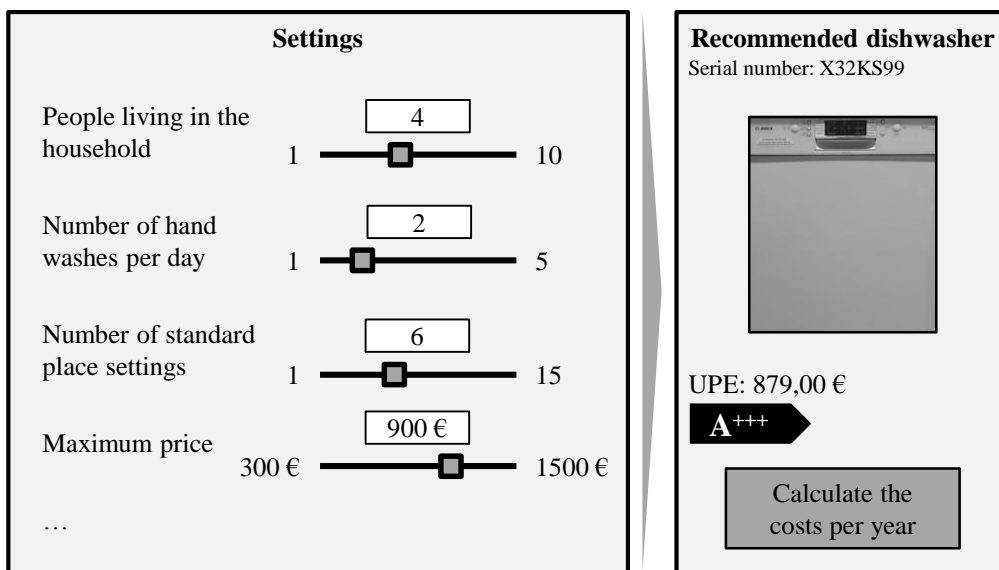 Settings
People living in the
household
4
1
10
Number of hand
washes per day
2
1
5
Number of standard
place settings
6
1
15
Maximum price
900 €
300 €
1500 €
…
Recommended dishwasher
Serial number: X32KS99
UPE: 879,00 €
A+++
Calculate the
costs per year